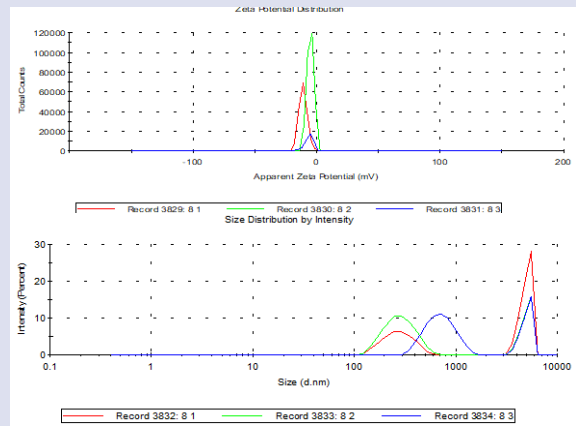 Zeta Potential Distribution
120000
100000
80000
60000
40000
20000
0
-100 0 100 200
Total Counts
Apparent Zeta Potential (mV)
Record 3829: 8 1 Record 3830: 8 2 Record 3831: 8 3
Size Distribution by Intensity
30
20
10
0
0.1 1 10 100 1000 10000
Intensity (Percent)
Size (d.nm)
Record 3832: 8 1 Record 3833: 8 2 Record 3834: 8 3